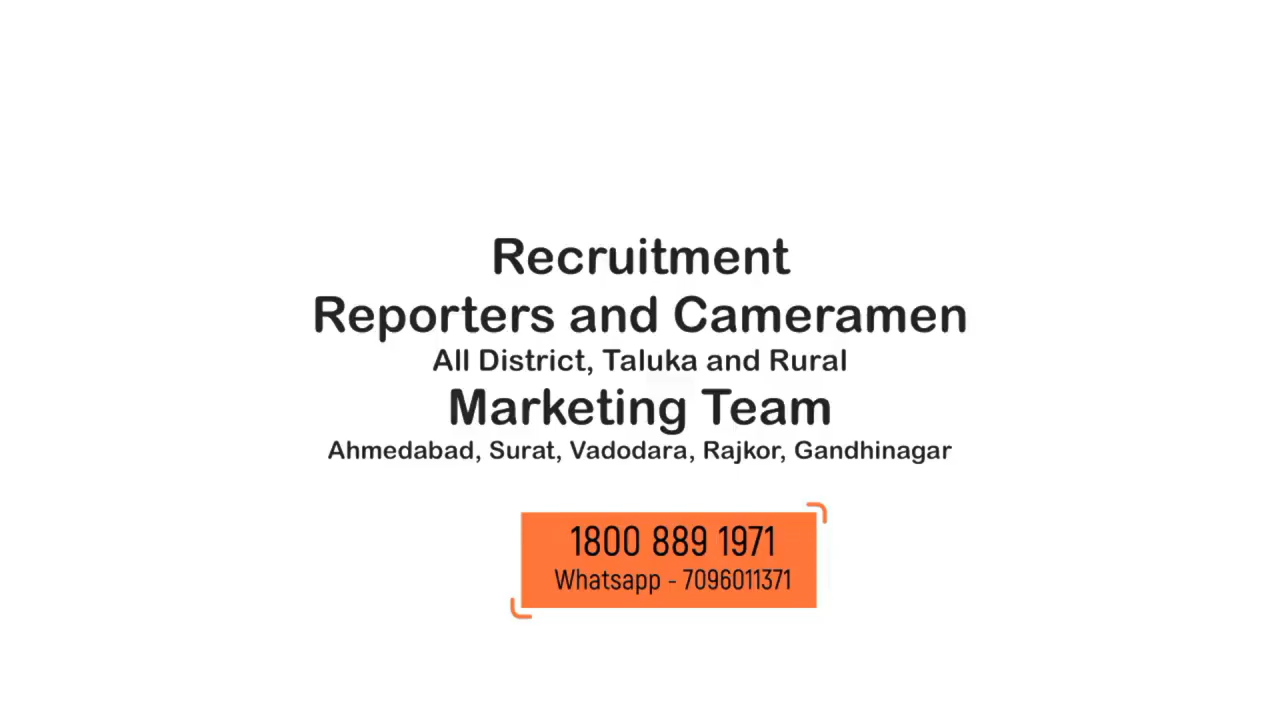 Recruitment
Reporters and Cameramen
All District, Taluka and Rural
Marketing Team
Ahmedabad, Surat, Vadodara, Rajkor, Gandhinagar
1800 889 1971
Whatsapp - 7096011371